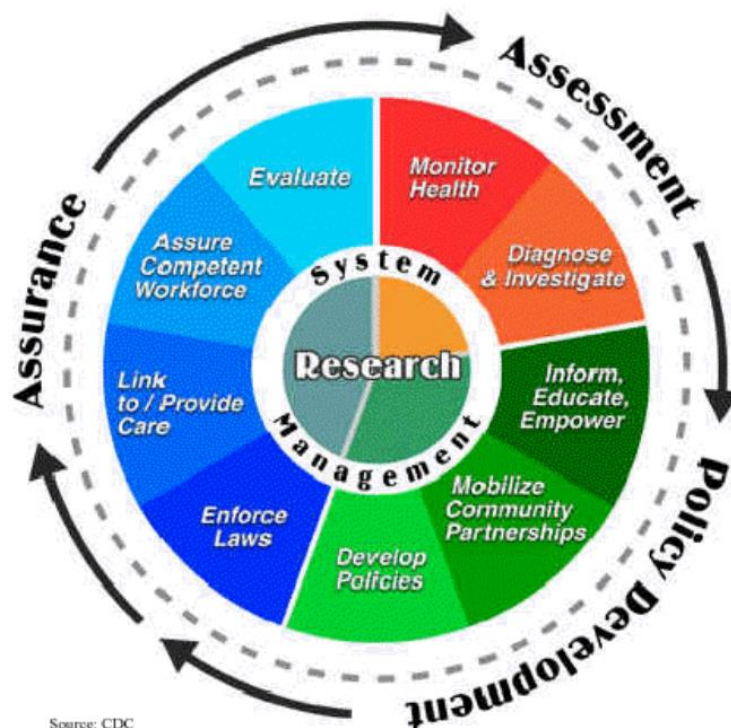 Assessment
Policy Development
Assurance
Monitor
Health
Diagnose
& Investigate
Inform,
Educate,
Empower
Mobilize
Community
Partnerships
Develop
Policies
Enforce
Laws
Link
to / Provide
Care
Assure
Competent
Workforce
Evaluate
System
Management
Research
Source: CDC